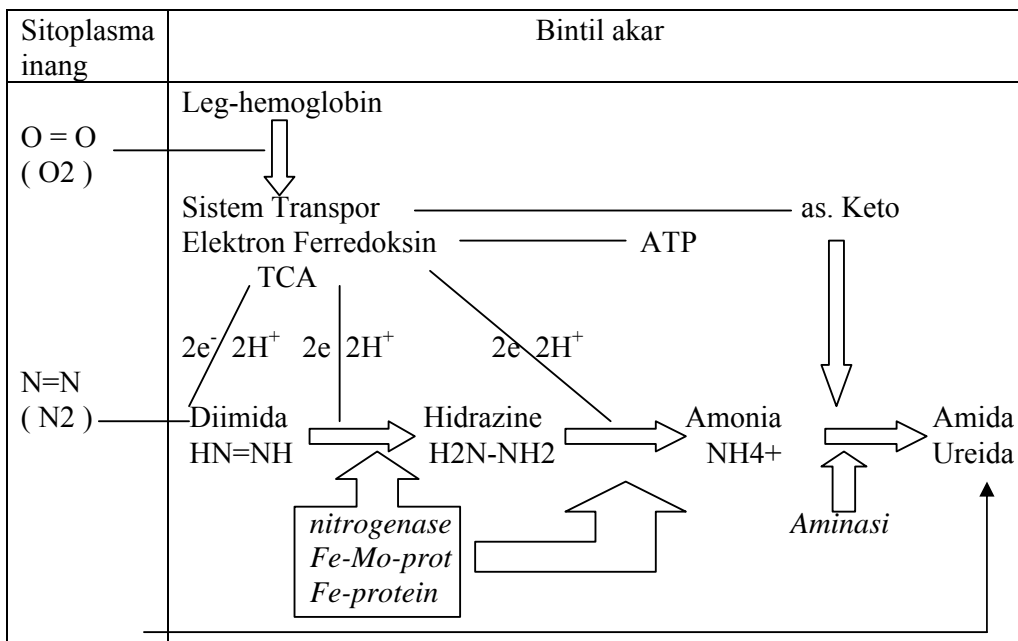 Sitoplasma
inang
Bintil akar
Leg-hemoglobin
O = O
( O2 )
Sistem Transpor
as. Keto
Elektron Ferredoksin
ATP
TCA
2e- 2H+ 2e 2H+ 2e 2H+
N=N
( N2 )
Diimida
HN=NH
Hidrazine
H2N-NH2
Amonia
NH4+
Amida
Ureida
nitrogenase
Fe-Mo-prot
Fe-protein
Aminasi